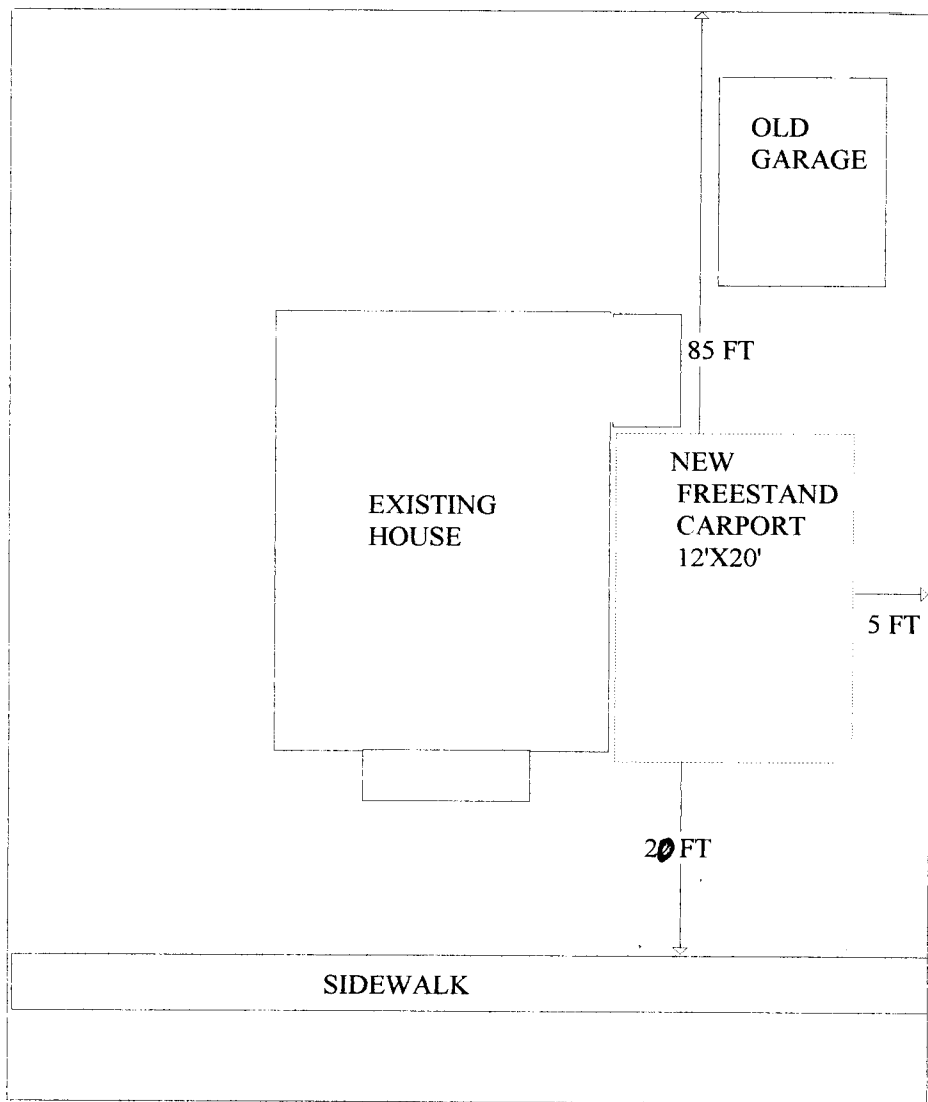 OLD
GARAGE
85 FT
NEW
FREESTAND
CARPORT
12'X20'
EXISTING
HOUSE
5 FT
20 FT
SIDEWALK